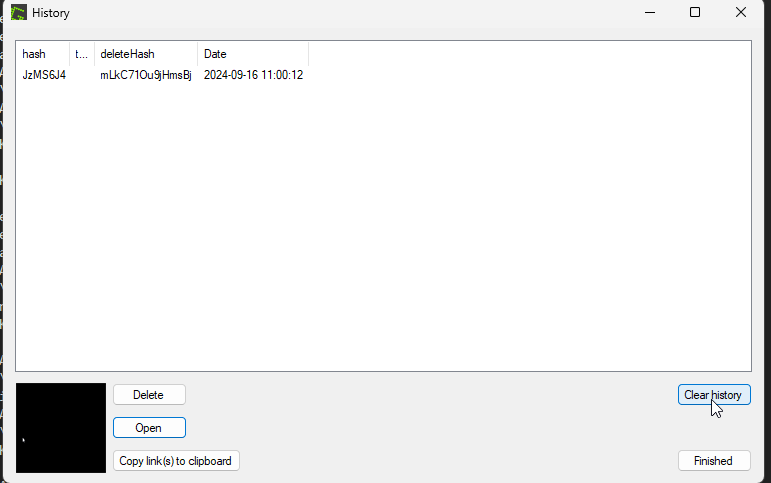 History
hash t... deleteHash Date
JzMS6J4 mLkC71Ou9jHmsBj 2024-09-16 11:00:12
Delete Clear history
Open
Copy link(s) to clipboard Finished